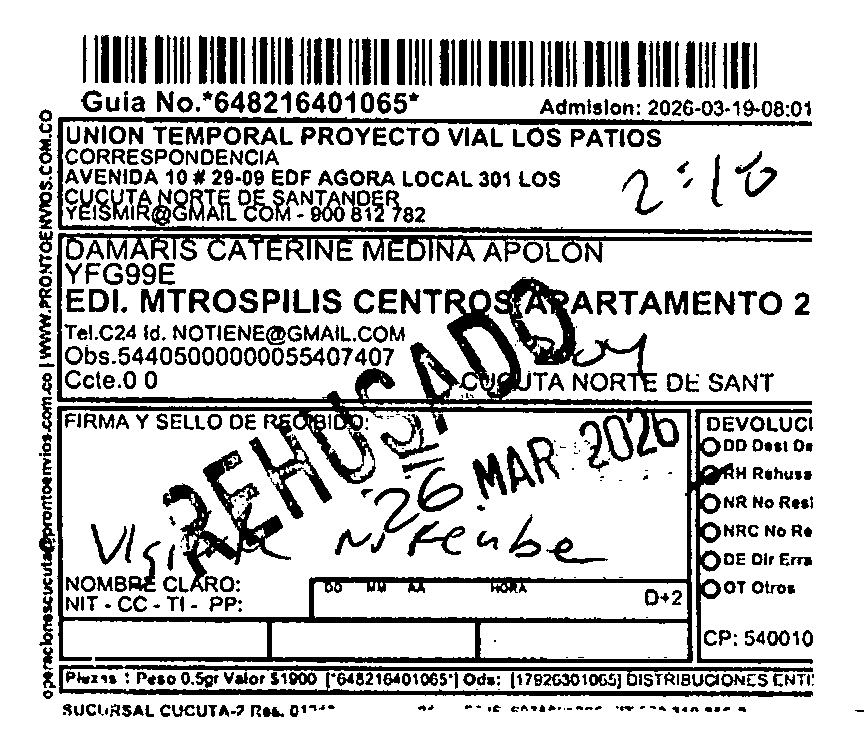 Guia No.*648216401065*
Admision: 2026-03-19-08:01
UNION TEMPORAL PROYECTO VIAL LOS PATIOS
CORRESPONDENCIA
AVENIDA 10 # 29-09 EDF AGORA LOCAL 301 LOS
CUCUTA NORTE DE SANTANDER
YEISMIR@GMAIL COM - 900 812 782
2:10
DAMARIS CATERINE MEDINA APOLON
YFG99E
EDI. MTROSPILIS CENTROS APARTAMENTO 2
Tel.C24 Id. NOTIENE@GMAIL.COM
Obs.54405000000055407407
Ccte.0 0
CUCUTA NORTE DE SANT
REHUSADO
FIRMA Y SELLO DE RECIBIDO:
26 MAR 2026
NOMBRE CLARO:
NIT - CC - TI - PP:
DD MM AA HORA
D+2
DEVOLUCI
DD Dest De
RH Rehusa
NR No Resi
NRC No Re
DE Dir Erra
OT Otros
CP: 540010
Piezas 1 Peso 0.5gr Valor $1900 [*648216401065*] Ods: [17926301065] DISTRIBUCIONES ENTI
SUCURSAL CUCUTA-2 Res.
operacionescucuta@prontoenvios.com.co | WWW.PRONTOENVIOS.COM.CO